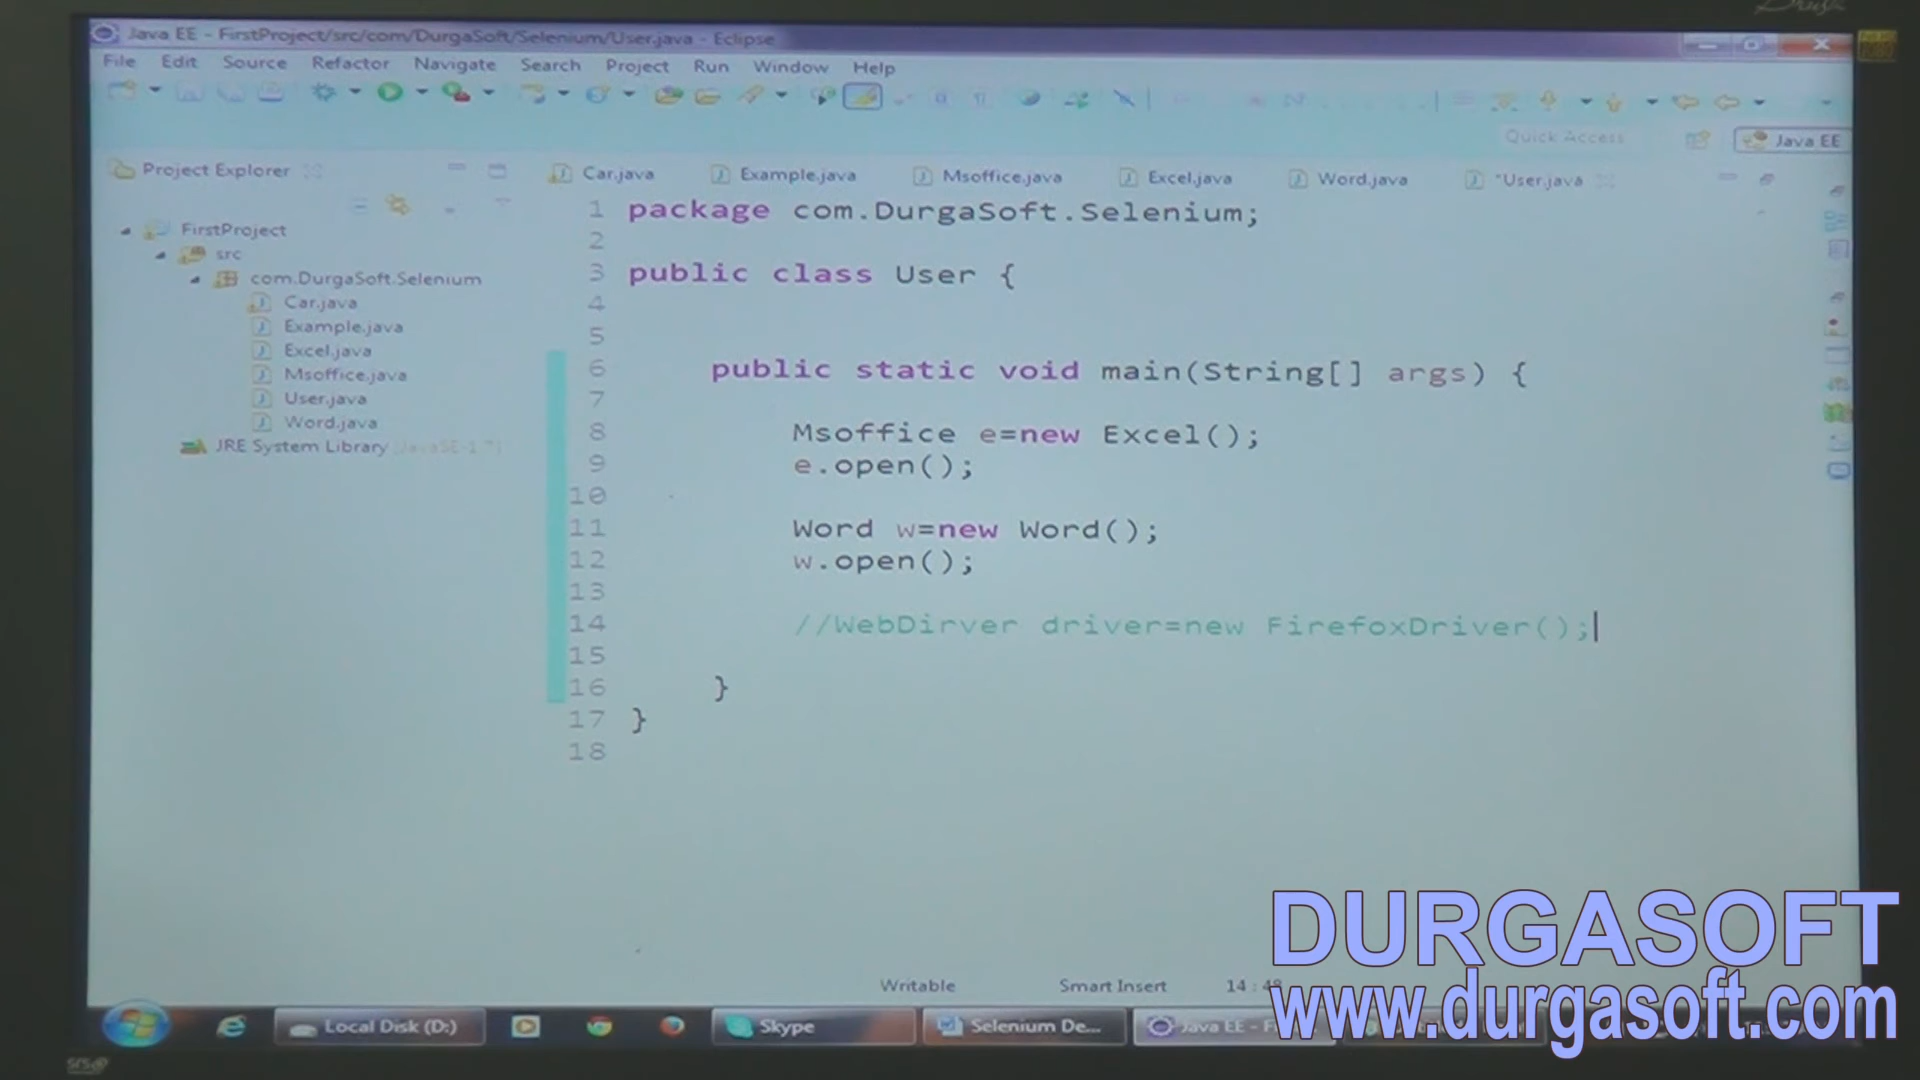 Java EE - FirstProject/src/com/DurgaSoft/Selenium/User.java - Eclipse
File Edit Source Refactor Navigate Search Project Run Window Help
Quick Access
Java EE
Project Explorer
Car.java Example.java Msoffice.java Excel.java Word.java *User.java
FirstProject
src
com.DurgaSoft.Selenium
Car.java
Example.java
Excel.java
Msoffice.java
User.java
Word.java
JRE System Library [JavaSE-1.7]
1 package com.DurgaSoft.Selenium;
2
3 public class User {
4
5
6 public static void main(String[] args) {
7
8 Msoffice e=new Excel();
9 e.open();
10
11 Word w=new Word();
12 w.open();
13
14 //WebDirver driver=new FirefoxDriver();
15
16 }
17 }
18
Writable Smart Insert 14 : 48
Local Disk (D:) Skype Selenium De... Java EE - F
DURGASOFT
www.durgasoft.com